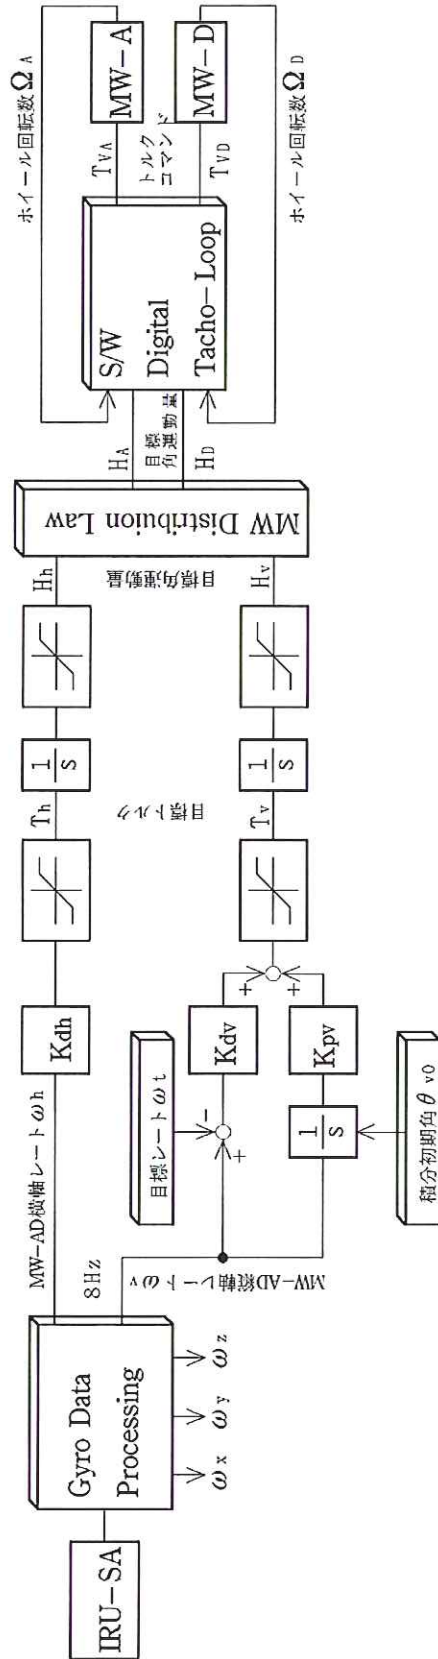 IRU-SA
Gyro Data
Processing
ωx
ωy
ωz
MW-AD横軸レートωh
8Hz
MW-AD縦軸レートωv
目標レートωt
積分初期角θv0
Kdh
Kdv
Kpv
1
s
+
-
+
+
Th
目標トルク
Tv
1
s
1
s
Hh
目標角運動量
Hv
MW Distribuion Law
HA
目標
角運動量
HD
S/W
Digital
Tacho-Loop
TVA
トルク
コマンド
TVD
MW-A
MW-D
ホイール回転数ΩA
ホイール回転数ΩD